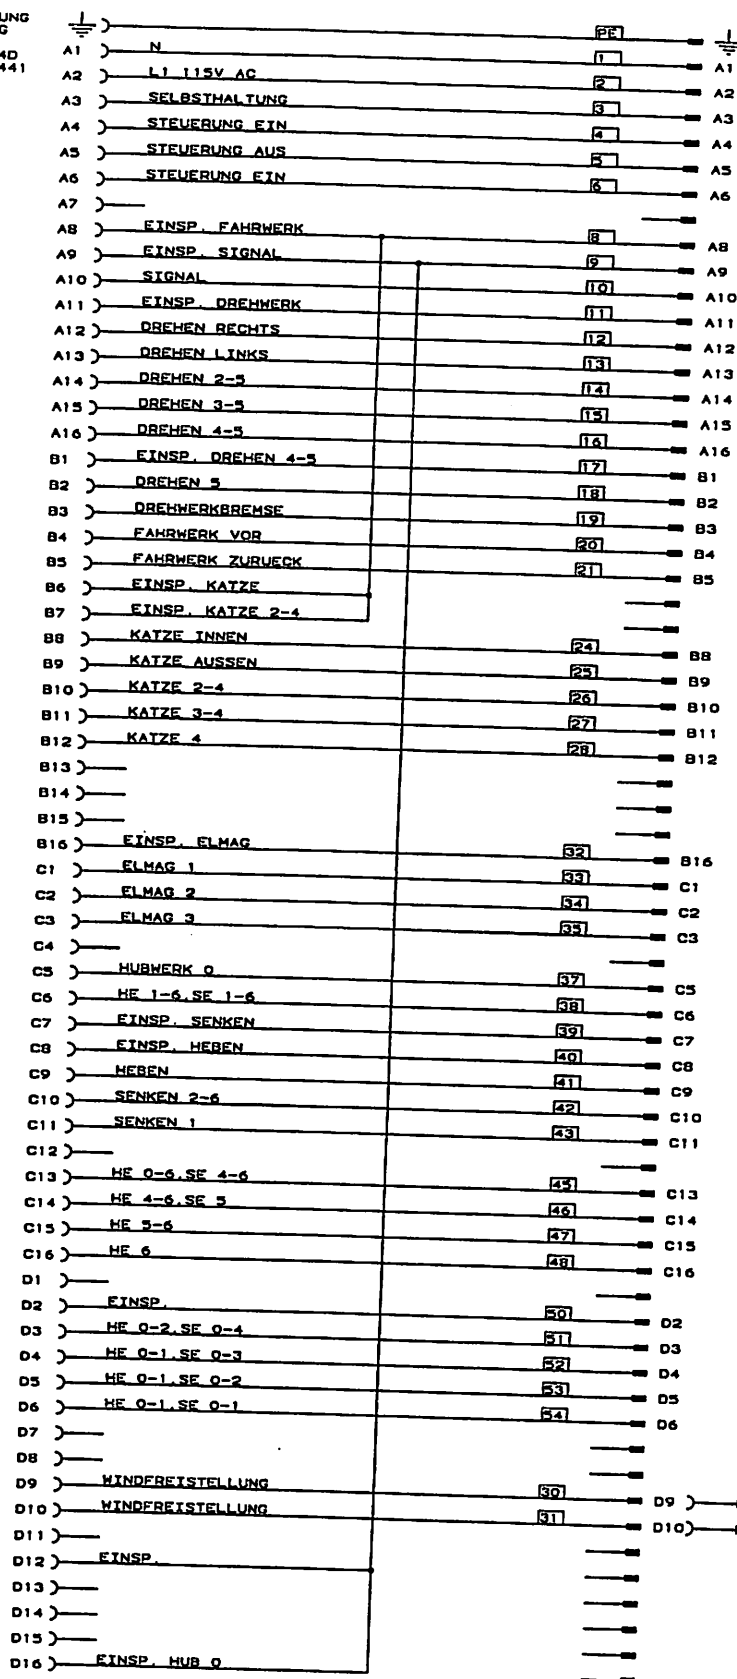 UNG
G
4D
441
PE
A1 N 1 A1
A2 L1 115V AC 2 A2
A3 SELBSTHALTUNG 3 A3
A4 STEUERUNG EIN 4 A4
A5 STEUERUNG AUS 5 A5
A6 STEUERUNG EIN 6 A6
A7
A8 EINSP. FAHRWERK 8 A8
A9 EINSP. SIGNAL 9 A9
A10 SIGNAL 10 A10
A11 EINSP. DREHWERK 11 A11
A12 DREHEN RECHTS 12 A12
A13 DREHEN LINKS 13 A13
A14 DREHEN 2-5 14 A14
A15 DREHEN 3-5 15 A15
A16 DREHEN 4-5 16 A16
B1 EINSP. DREHEN 4-5 17 B1
B2 DREHEN 5 18 B2
B3 DREHWERKBREMSE 19 B3
B4 FAHRWERK VOR 20 B4
B5 FAHRWERK ZURUECK 21 B5
B6 EINSP. KATZE
B7 EINSP. KATZE 2-4
B8 KATZE INNEN 24 B8
B9 KATZE AUSSEN 25 B9
B10 KATZE 2-4 26 B10
B11 KATZE 3-4 27 B11
B12 KATZE 4 28 B12
B13
B14
B15
B16 EINSP. ELMAG 32 B16
C1 ELMAG 1 33 C1
C2 ELMAG 2 34 C2
C3 ELMAG 3 35 C3
C4
C5 HUBWERK 0 37 C5
C6 HE 1-6.SE 1-6 38 C6
C7 EINSP. SENKEN 39 C7
C8 EINSP. HEBEN 40 C8
C9 HEBEN 41 C9
C10 SENKEN 2-6 42 C10
C11 SENKEN 1 43 C11
C12
C13 HE 0-6.SE 4-6 45 C13
C14 HE 4-6.SE 5 46 C14
C15 HE 5-6 47 C15
C16 HE 6 48 C16
D1
D2 EINSP. 50 D2
D3 HE 0-2.SE 0-4 51 D3
D4 HE 0-1.SE 0-3 52 D4
D5 HE 0-1.SE 0-2 53 D5
D6 HE 0-1.SE 0-1 54 D6
D7
D8
D9 WINDFREISTELLUNG 30 D9
D10 WINDFREISTELLUNG 31 D10
D11
D12 EINSP.
D13
D14
D15
D16 EINSP. HUB 0